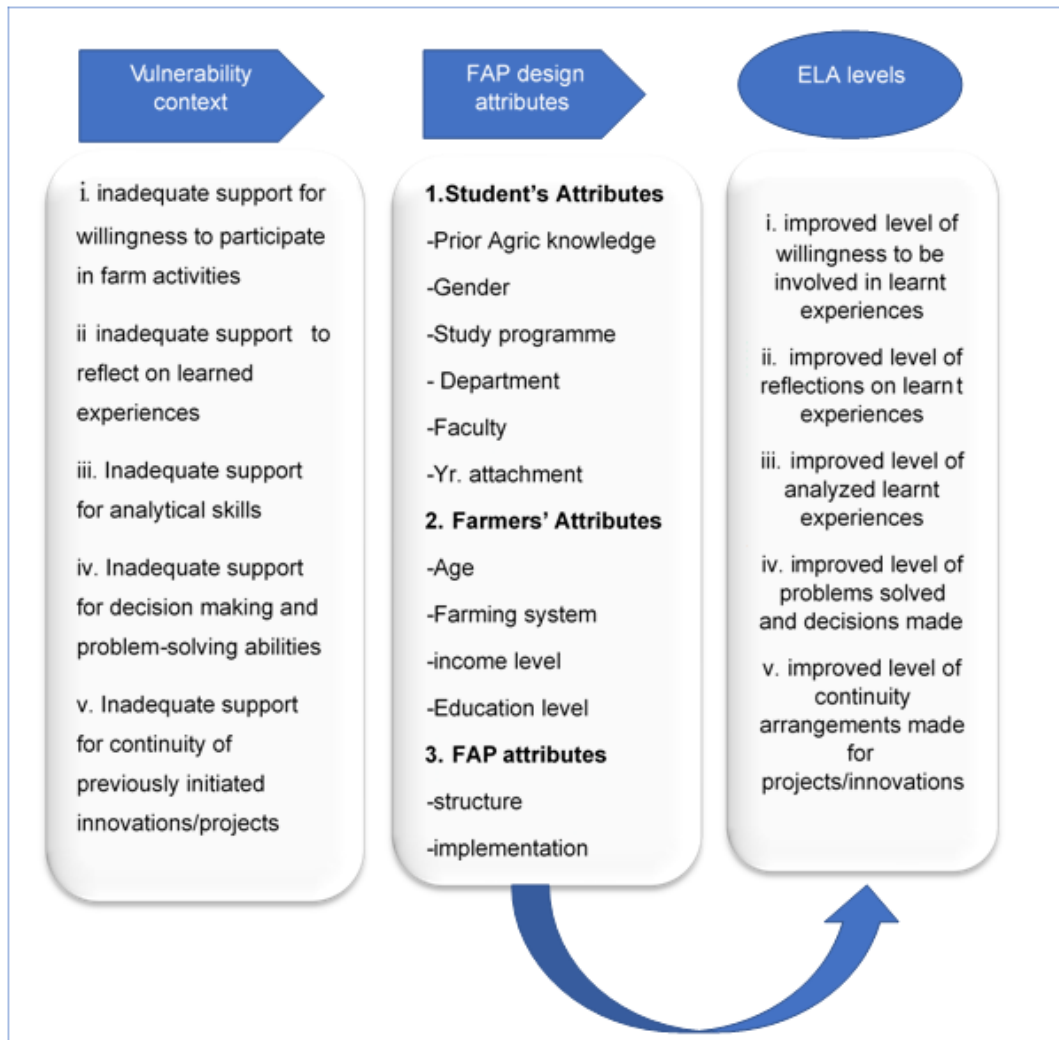 Vulnerability
context
FAP design
attributes
ELA levels
i. inadequate support for
willingness to participate
in farm activities
ii inadequate support to
reflect on learned
experiences
iii. Inadequate support
for analytical skills
iv. Inadequate support
for decision making and
problem-solving abilities
v. Inadequate support
for continuity of
previously initiated
innovations/projects
1.Student’s Attributes
-Prior Agric knowledge
-Gender
-Study programme
- Department
-Faculty
-Yr. attachment
2. Farmers’ Attributes
-Age
-Farming system
-income level
-Education level
3. FAP attributes
-structure
-implementation
i. improved level of
willingness to be
involved in learnt
experiences
ii. improved level of
reflections on learnt
experiences
iii. improved level of
analyzed learnt
experiences
iv. improved level of
problems solved
and decisions made
v. improved level of
continuity
arrangements made
for
projects/innovations